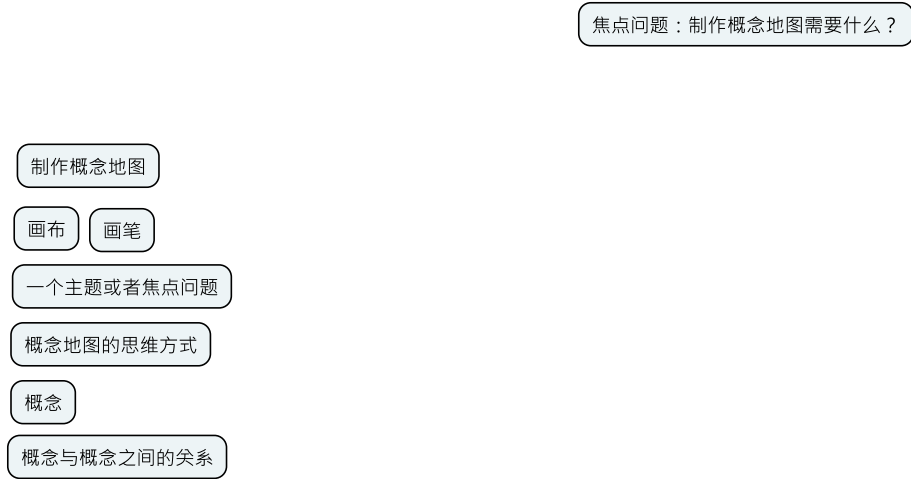 焦点问题：制作概念地图需要什么？
制作概念地图
画布
画笔
一个主题或者焦点问题
概念地图的思维方式
概念
概念与概念之间的关系